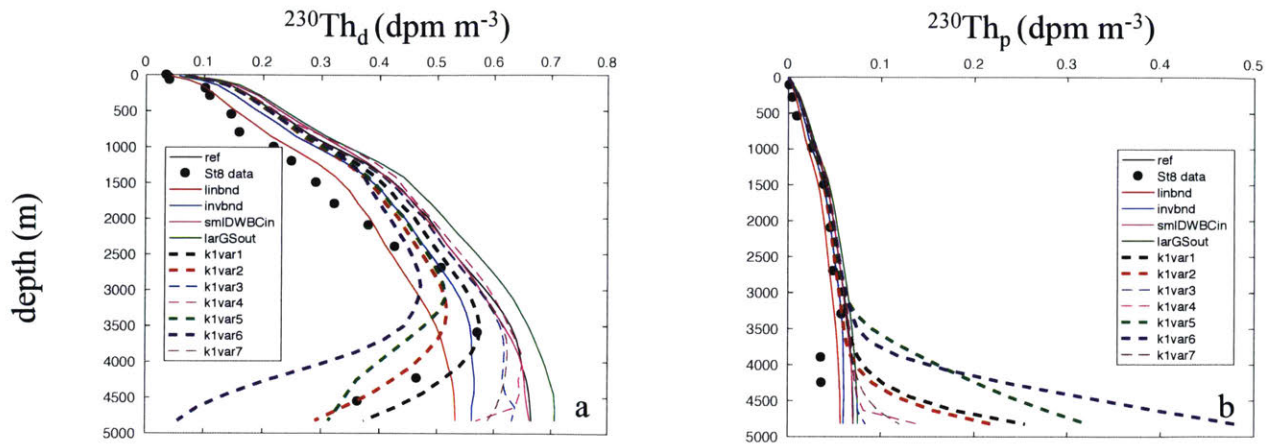 ²³⁰Th_d (dpm m⁻³)
0 0.1 0.2 0.3 0.4 0.5 0.6 0.7 0.8
0
500
1000
1500
2000
2500
3000
3500
4000
4500
5000
depth (m)
ref
St8 data
linbnd
invbnd
smlDWBCin
larGSout
k1var1
k1var2
k1var3
k1var4
k1var5
k1var6
k1var7
a
²³⁰Th_p (dpm m⁻³)
0 0.1 0.2 0.3 0.4 0.5
0
500
1000
1500
2000
2500
3000
3500
4000
4500
5000
ref
St8 data
linbnd
invbnd
smlDWBCin
larGSout
k1var1
k1var2
k1var3
k1var4
k1var5
k1var6
k1var7
b